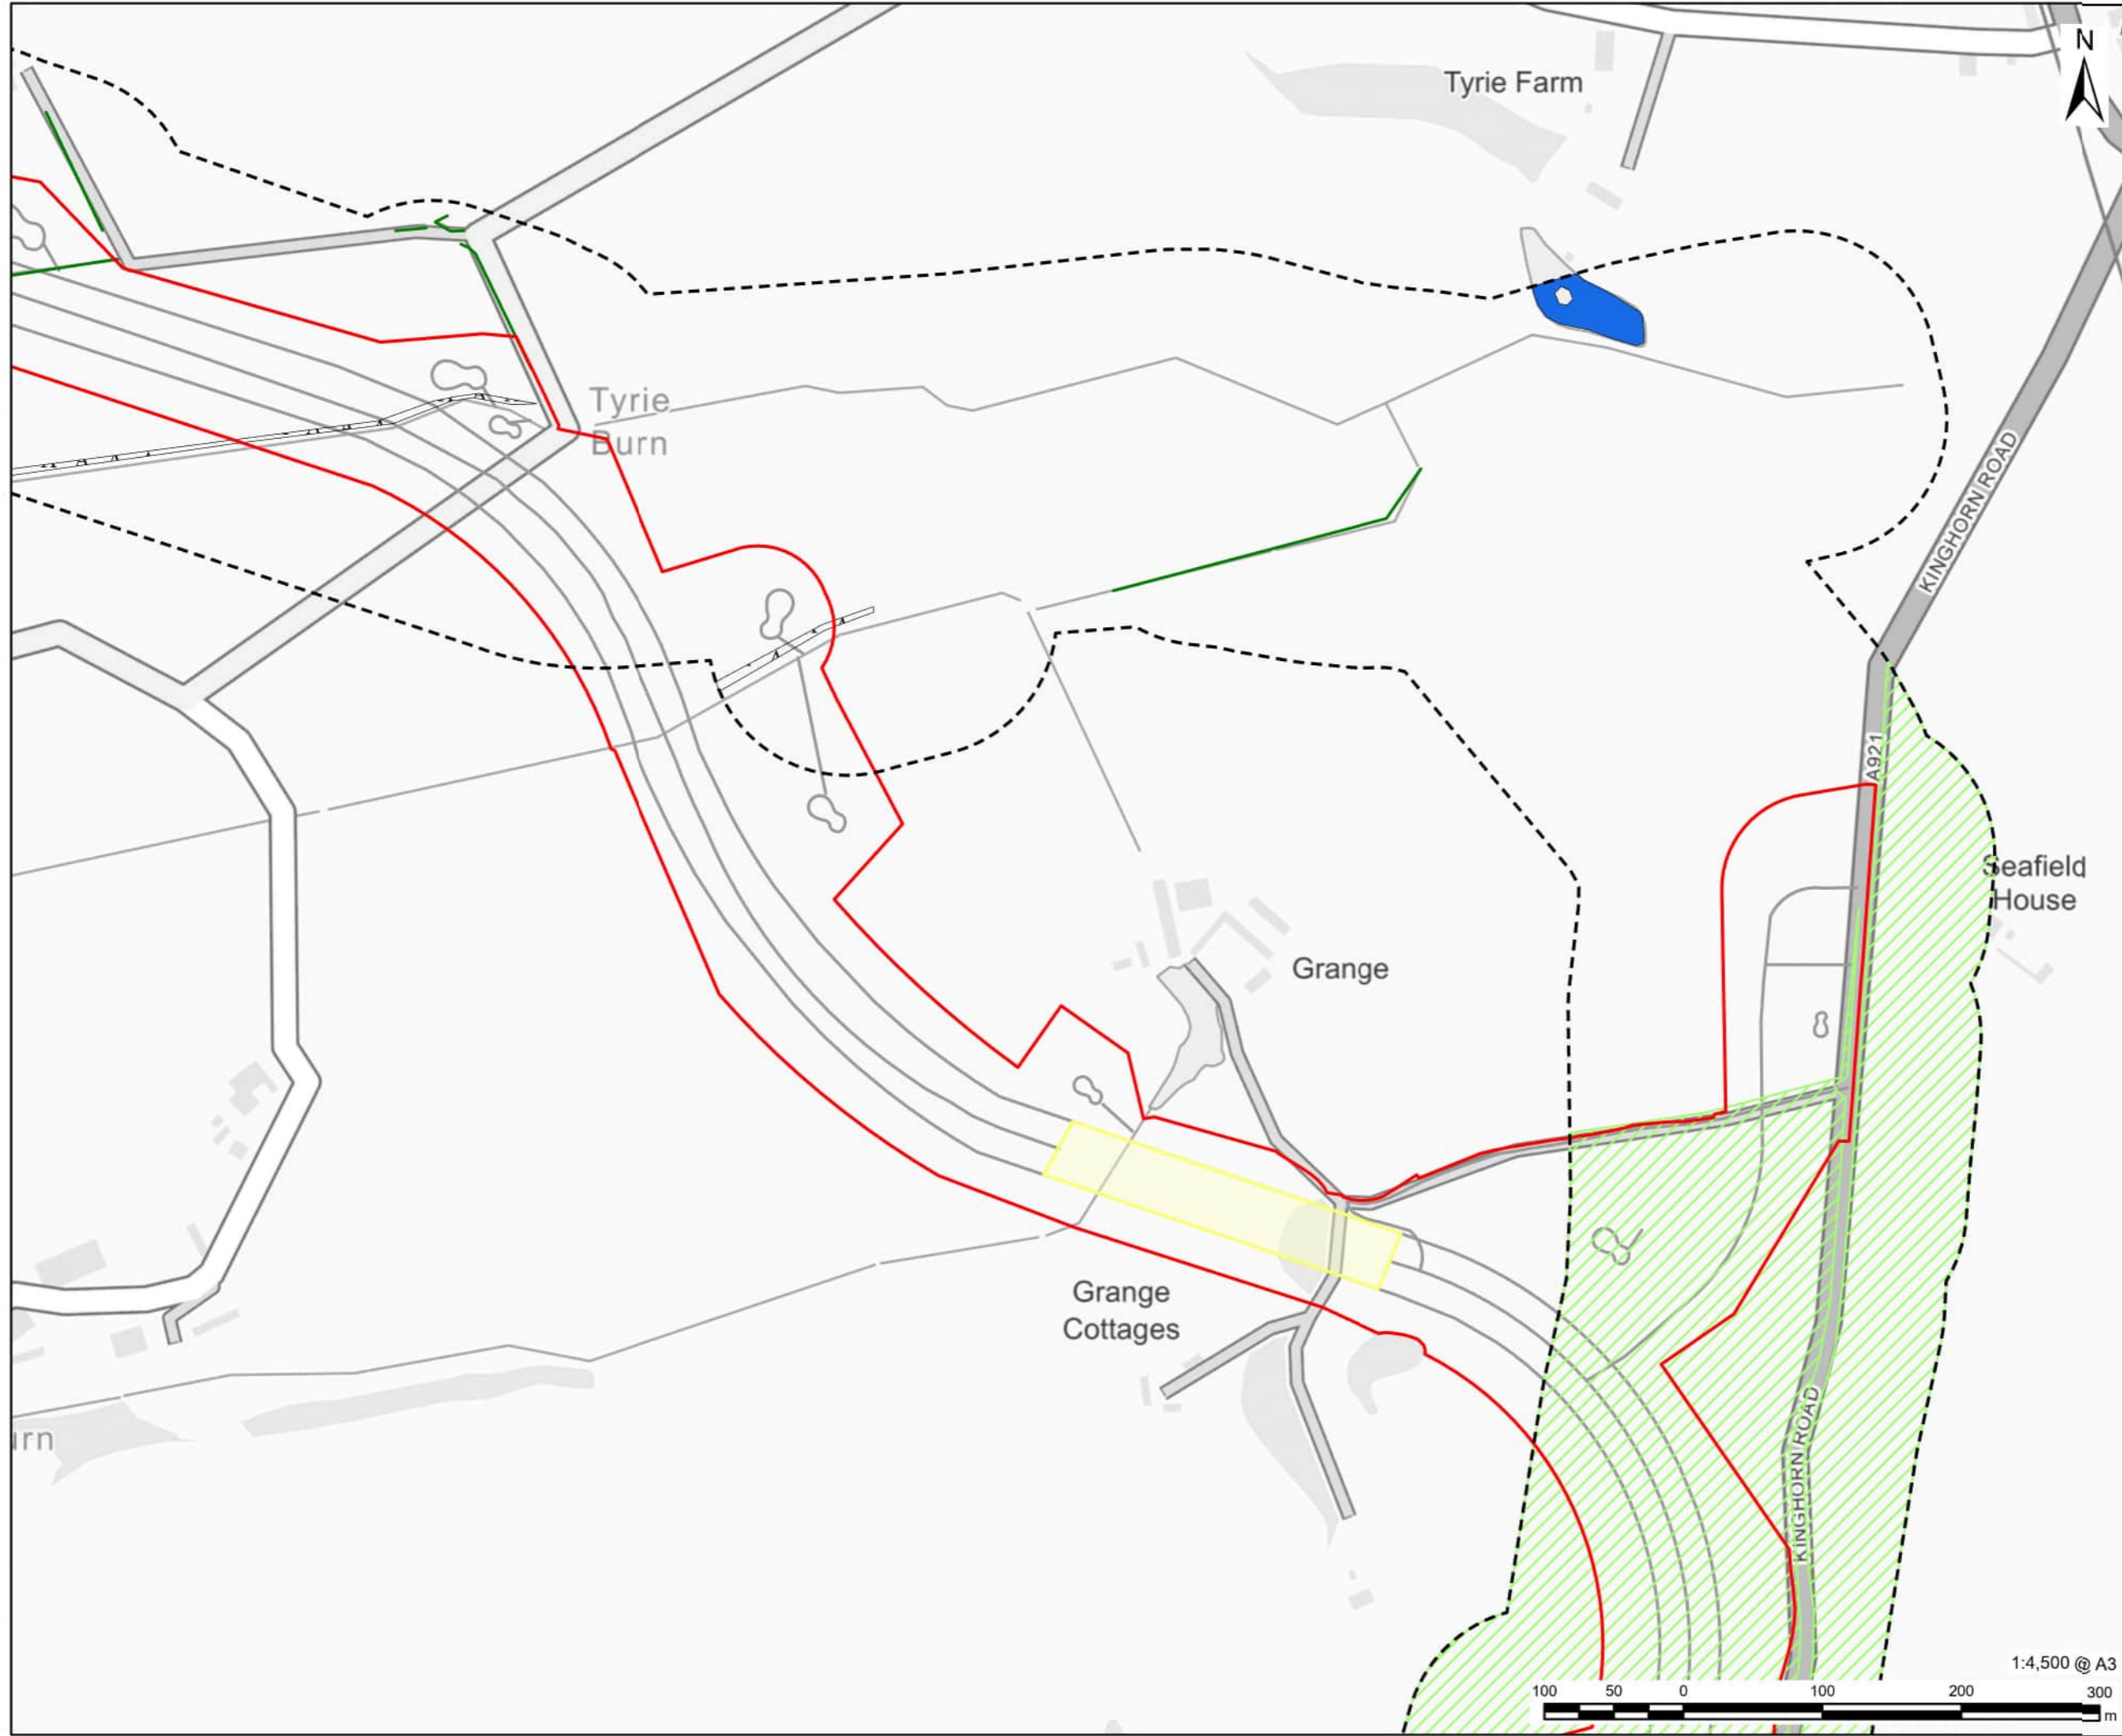 N
Tyrie Farm
Tyrie
Burn
KINGHORN ROAD
A921
Seafield
House
Grange
Grange
Cottages
KINGHORN ROAD
1:4,500 @ A3
100 50 0 100 200 300
m